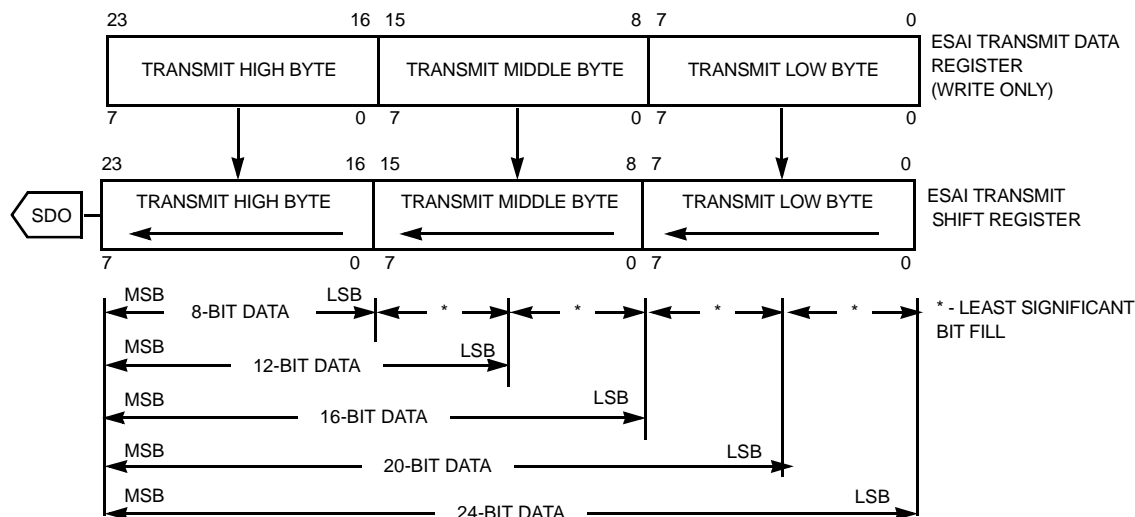 23 16 15 8 7 0
TRANSMIT HIGH BYTE TRANSMIT MIDDLE BYTE TRANSMIT LOW BYTE
ESAI TRANSMIT DATA
REGISTER
(WRITE ONLY)
7 0 7 0 7 0
23 16 15 8 7 0
SDO
TRANSMIT HIGH BYTE TRANSMIT MIDDLE BYTE TRANSMIT LOW BYTE
ESAI TRANSMIT
SHIFT REGISTER
7 0 7 0 7 0
MSB LSB
8-BIT DATA * * * *
* - LEAST SIGNIFICANT
BIT FILL
MSB LSB
12-BIT DATA
MSB LSB
16-BIT DATA
MSB LSB
20-BIT DATA
MSB LSB
24-BIT DATA